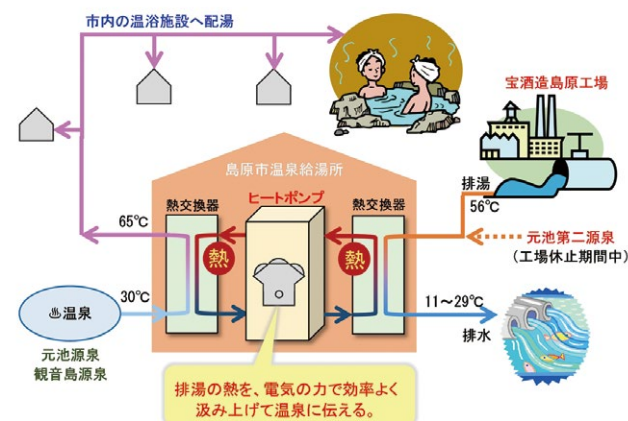 市内の温浴施設へ配湯
宝酒造島原工場
島原市温泉給湯所
排湯
56℃
熱交換器
ヒートポンプ
熱交換器
65℃
熱
熱
元池第二源泉
(工場休止期間中)
30℃
11～29℃
♨温泉
排水
元池源泉
観音島源泉
排湯の熱を、電気の力で効率よく
汲み上げて温泉に伝える。